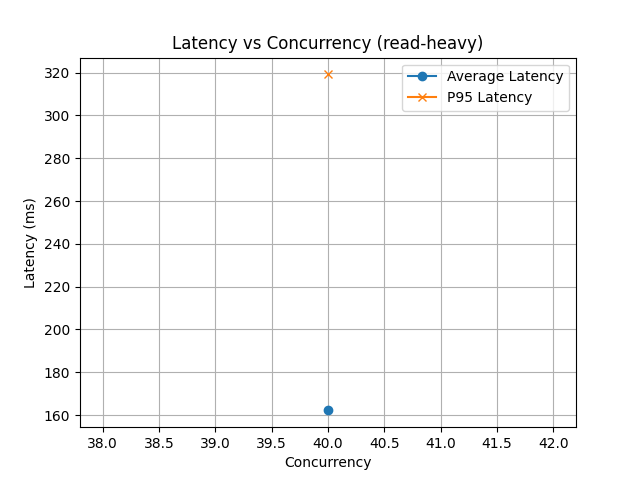 Latency vs Concurrency (read-heavy)
Average Latency
P95 Latency
320
300
280
260
240
220
200
180
160
Latency (ms)
38.0 38.5 39.0 39.5 40.0 40.5 41.0 41.5 42.0
Concurrency